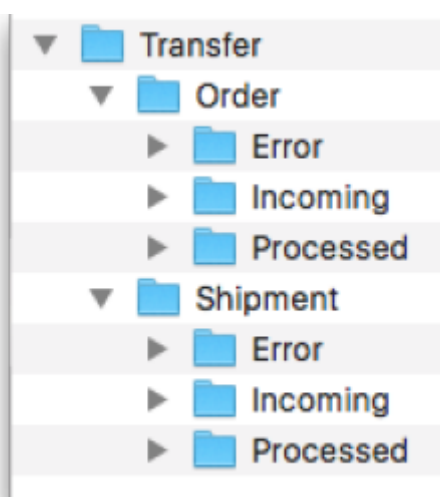 Transfer
Order
Error
Incoming
Processed
Shipment
Error
Incoming
Processed